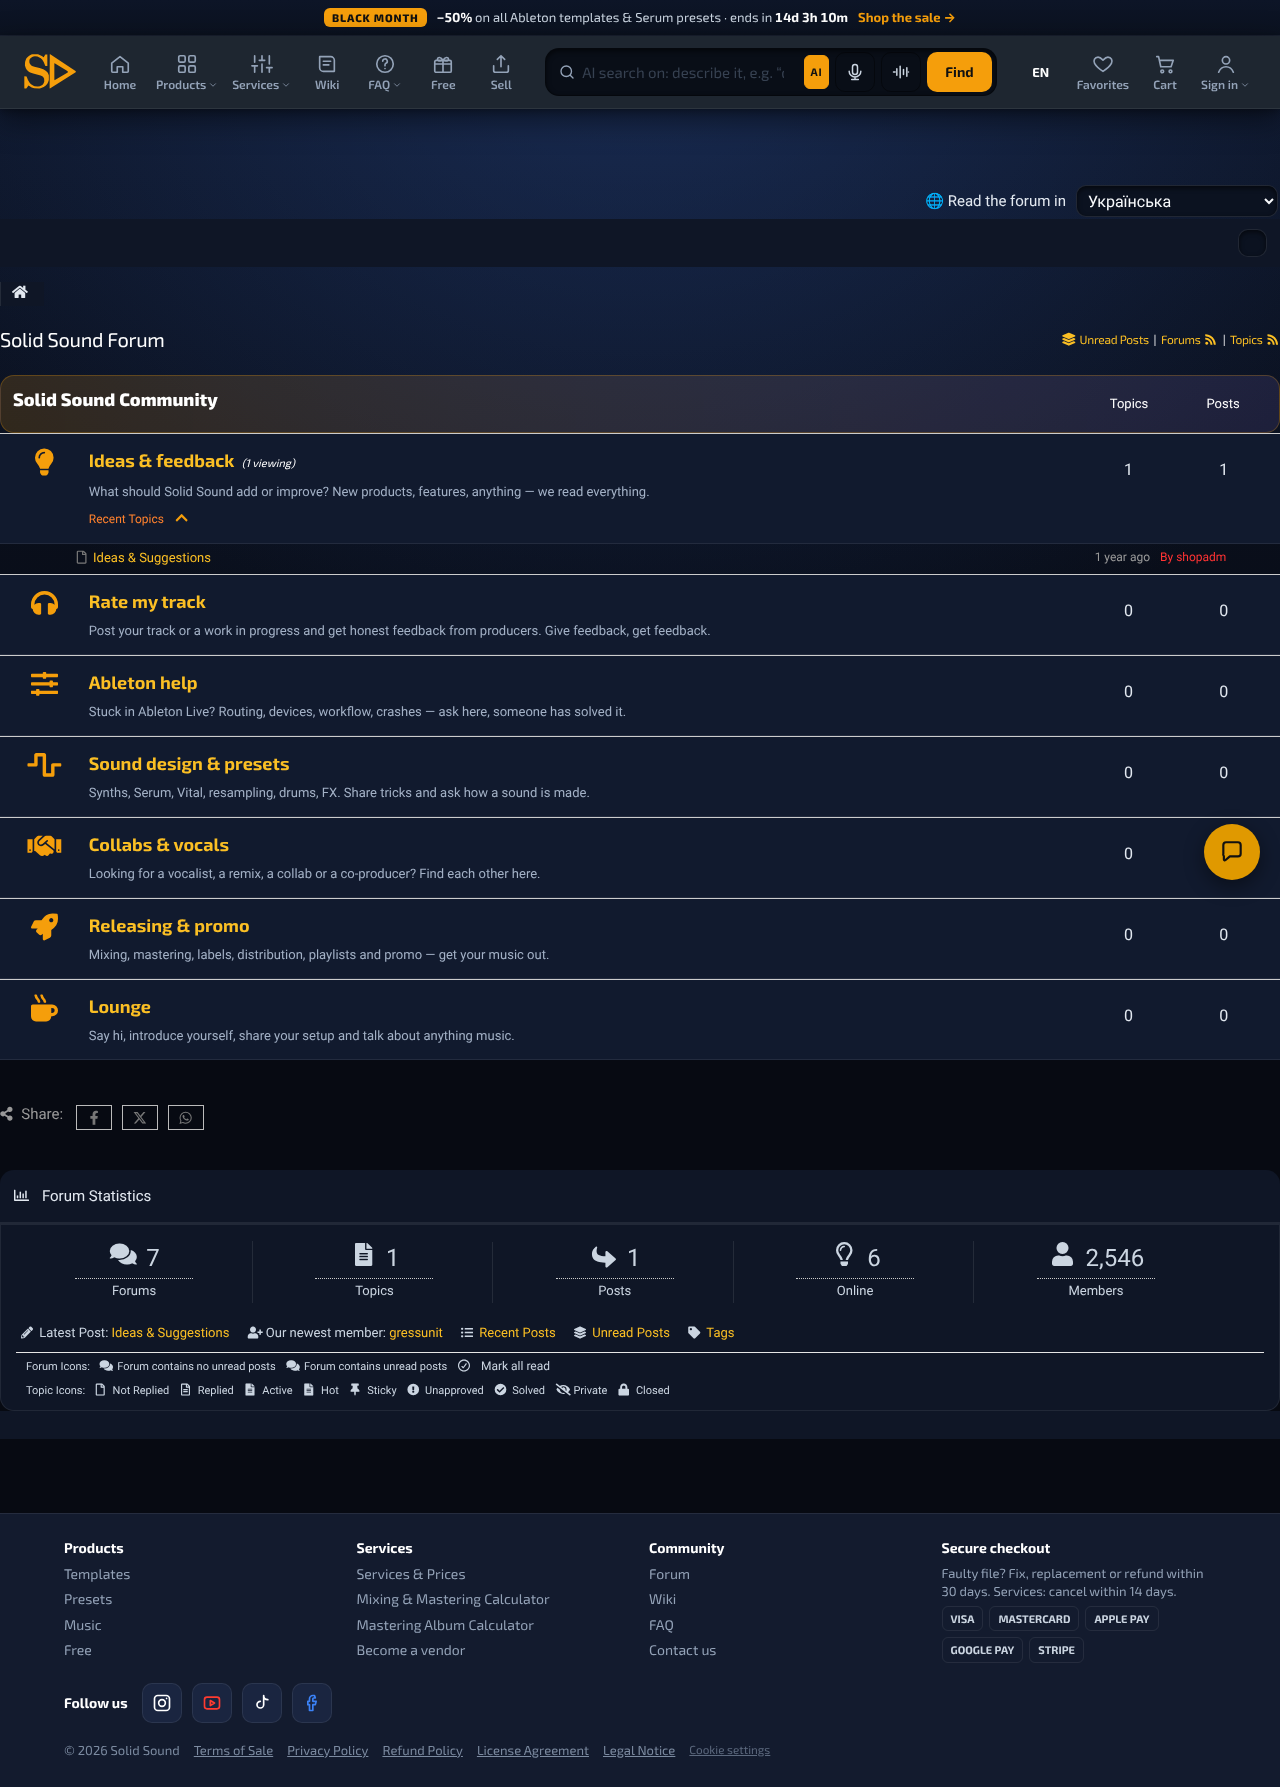 BLACK MONTH −50% on all Ableton templates & Serum presets · ends in 14d 3h 10m Shop the sale →
Home Products Services Wiki FAQ Free Sell
AI search on: describe it, e.g. "c AI Find
EN Favorites Cart Sign in
Read the forum in Українська
Solid Sound Forum
Unread Posts | Forums | Topics
Solid Sound Community Topics Posts
Ideas & feedback (1 viewing) 1 1
What should Solid Sound add or improve? New products, features, anything — we read everything.
Recent Topics
Ideas & Suggestions 1 year ago By shopadm
Rate my track 0 0
Post your track or a work in progress and get honest feedback from producers. Give feedback, get feedback.
Ableton help 0 0
Stuck in Ableton Live? Routing, devices, workflow, crashes — ask here, someone has solved it.
Sound design & presets 0 0
Synths, Serum, Vital, resampling, drums, FX. Share tricks and ask how a sound is made.
Collabs & vocals 0
Looking for a vocalist, a remix, a collab or a co-producer? Find each other here.
Releasing & promo 0 0
Mixing, mastering, labels, distribution, playlists and promo — get your music out.
Lounge 0 0
Say hi, introduce yourself, share your setup and talk about anything music.
Share:
Forum Statistics
7 1 1 6 2,546
Forums Topics Posts Online Members
Latest Post: Ideas & Suggestions Our newest member: gressunit Recent Posts Unread Posts Tags
Forum Icons: Forum contains no unread posts Forum contains unread posts Mark all read
Topic Icons: Not Replied Replied Active Hot Sticky Unapproved Solved Private Closed
Products
Templates
Presets
Music
Free
Services
Services & Prices
Mixing & Mastering Calculator
Mastering Album Calculator
Become a vendor
Community
Forum
Wiki
FAQ
Contact us
Secure checkout
Faulty file? Fix, replacement or refund within
30 days. Services: cancel within 14 days.
VISA MASTERCARD APPLE PAY
GOOGLE PAY STRIPE
Follow us
© 2026 Solid Sound Terms of Sale Privacy Policy Refund Policy License Agreement Legal Notice Cookie settings